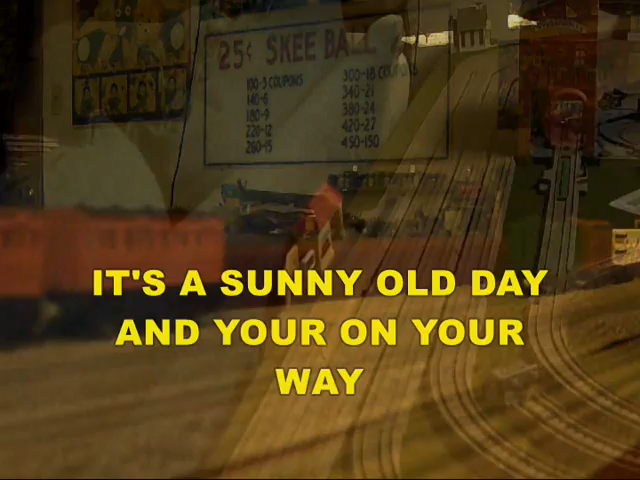 25¢ SKEE BALL
100-3 COUPONS 300-18 COUPONS
140-6 340-21
180-9 380-24
220-12 420-27
260-15 450-150
IT'S A SUNNY OLD DAY
AND YOUR ON YOUR
WAY